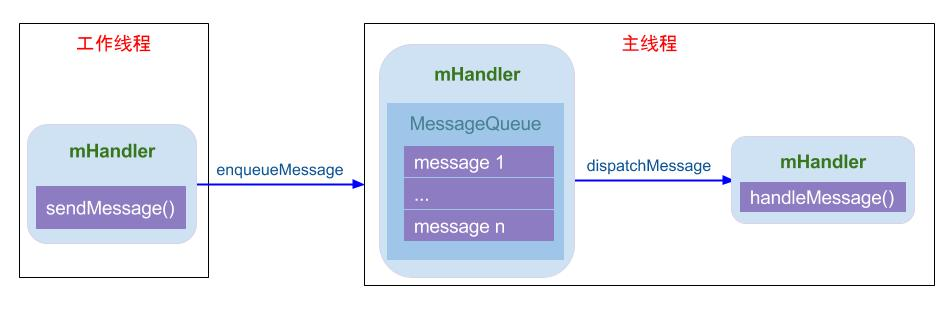 工作线程
mHandler
sendMessage()
enqueueMessage
主线程
mHandler
MessageQueue
message 1
...
message n
dispatchMessage
mHandler
handleMessage()